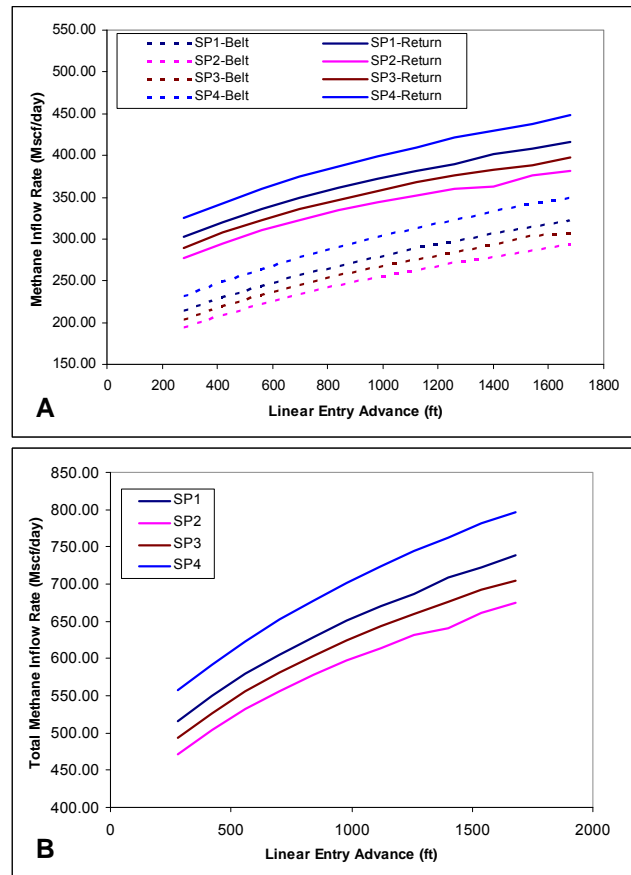 550.00
500.00
450.00
400.00
350.00
300.00
250.00
200.00
150.00
Methane Inflow Rate (Mscf/day)
SP1-Belt SP1-Return
SP2-Belt SP2-Return
SP3-Belt SP3-Return
SP4-Belt SP4-Return
0 200 400 600 800 1000 1200 1400 1600 1800
Linear Entry Advance (ft)
A
850.00
800.00
750.00
700.00
650.00
600.00
550.00
500.00
450.00
400.00
Total Methane Inflow Rate (Mscf/day)
SP1
SP2
SP3
SP4
0 500 1000 1500 2000
Linear Entry Advance (ft)
B